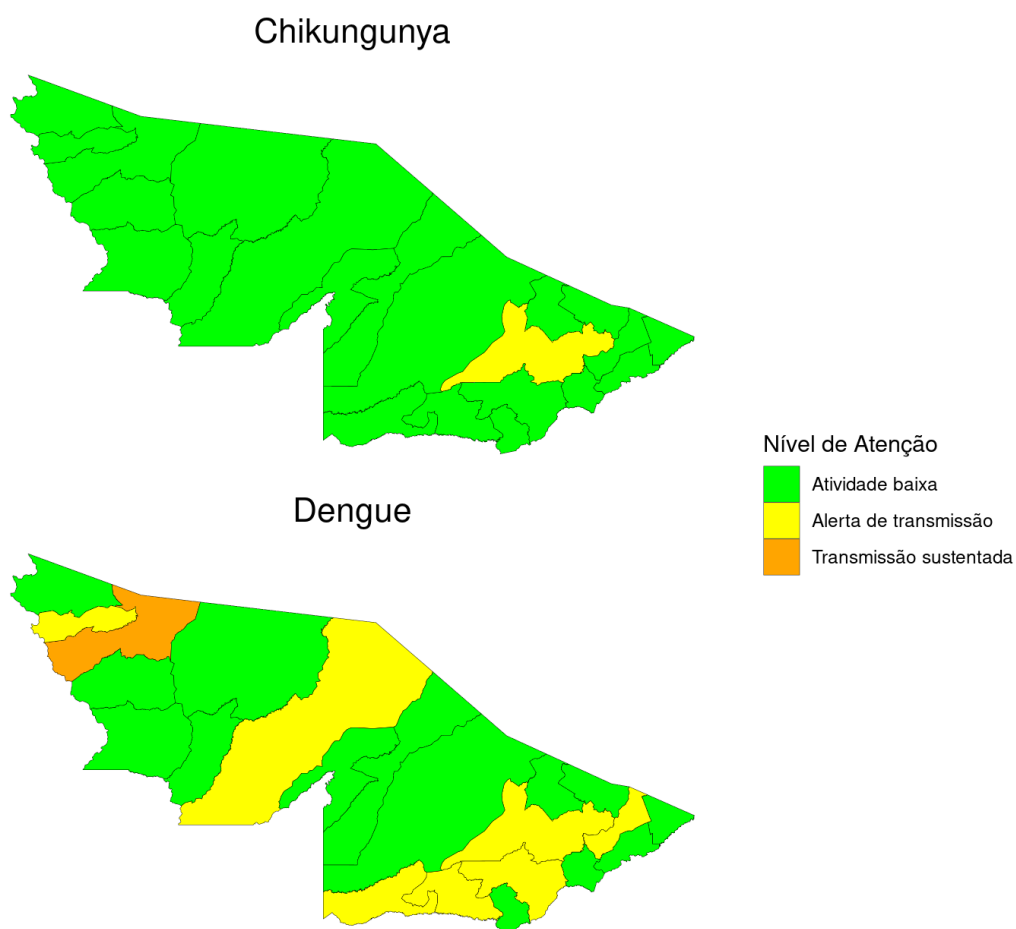 Chikungunya
Nível de Atenção
Atividade baixa
Dengue
Alerta de transmissão
Transmissão sustentada